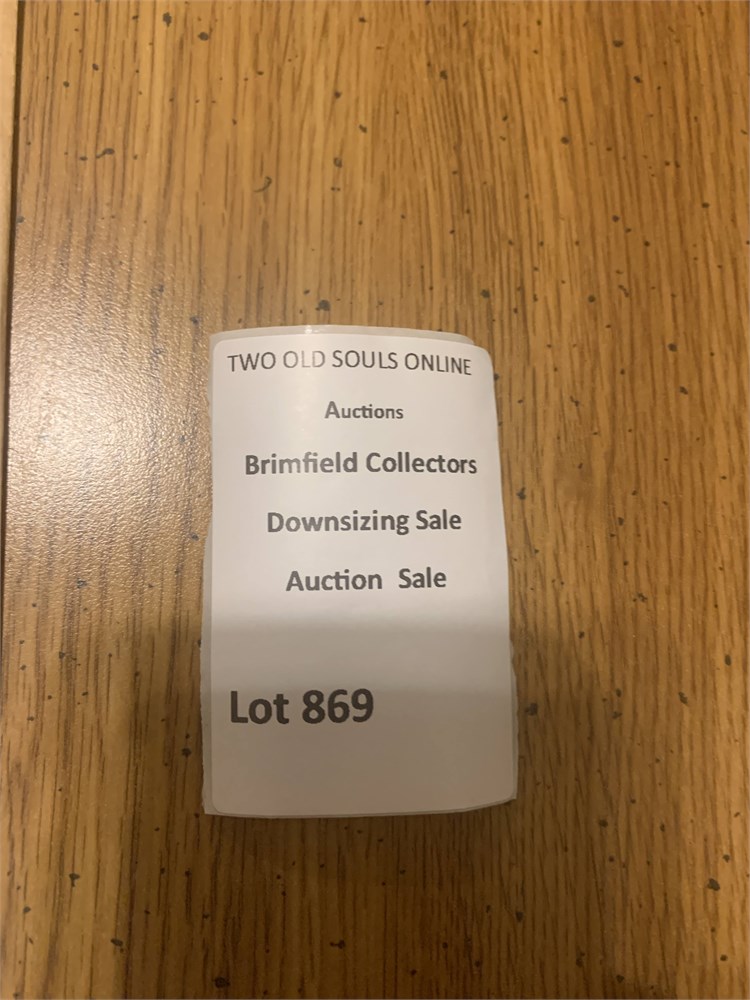 TWO OLD SOULS ONLINE
Auctions
Brimfield Collectors
Downsizing Sale
Auction Sale
Lot 869